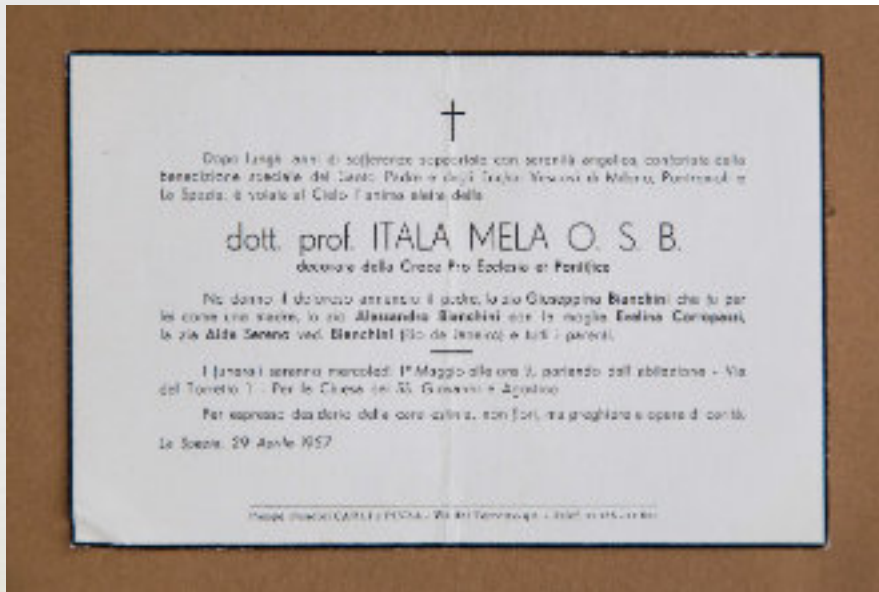 Dopo lunghi anni di sofferenze sopportate con serenità angelica, confortata dalla
benedizione speciale del Santo Padre e degli Vescovi di Milano, Pontremoli e
La Spezia, è volata al Cielo l'anima eletta della
dott. prof. ITALA MELA O. S. B.
decorata della Croce Pro Ecclesia et Pontifice
Ne danno il doloroso annuncio il padre, la zia Giuseppina Bianchini che fu per
lei come una madre, lo zio Alessandro Bianchini con la moglie Evelina
la zia Aida Sereno ved. Bianchini (Rio de Janeiro) e tutti i parenti.
I funerali saranno mercoledì 1° Maggio alle ore 9, partendo dall'abitazione - Via
del Torretto 1 - Per la Chiesa dei SS. Giovanni e Agostino
Per espresso desiderio della cara estinta, non fiori, ma preghiere e opere di carità.
La Spezia, 29 Aprile 1957